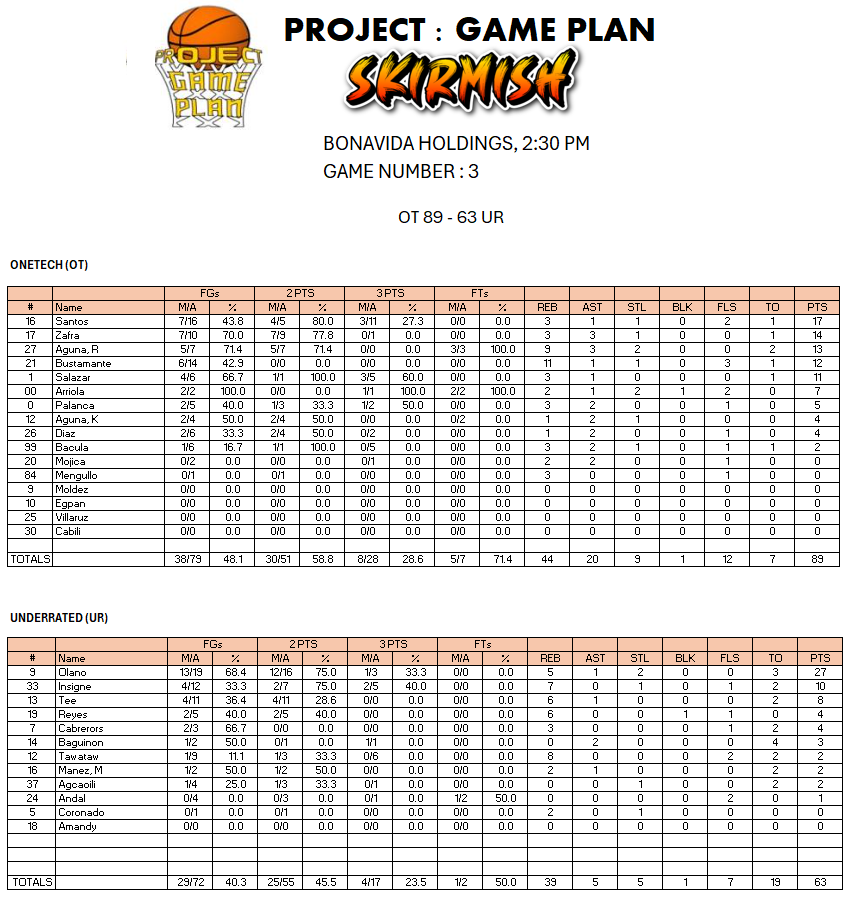 PROJECT
GAME
PLAN
PROJECT : GAME PLAN
SKIRMISH
BONAVIDA HOLDINGS, 2:30 PM
GAME NUMBER : 3
OT 89 - 63 UR
ONETECH (OT)
FGs 2 PTS 3 PTS FTs
# Name M/A % M/A % M/A % M/A % REB AST STL BLK FLS TO PTS
16 Santos 7/16 43.8 4/5 80.0 3/11 27.3 0/0 0.0 3 1 1 0 2 1 17
17 Zafra 7/10 70.0 7/9 77.8 0/1 0.0 0/0 0.0 3 3 1 0 0 1 14
27 Aguna, R 5/7 71.4 5/7 71.4 0/0 0.0 3/3 100.0 9 3 2 0 0 2 13
21 Bustamante 6/14 42.9 0/0 0.0 0/0 0.0 0/0 0.0 11 1 1 0 3 1 12
1 Salazar 4/6 66.7 1/1 100.0 3/5 60.0 0/0 0.0 3 1 0 0 0 1 11
00 Arriola 2/2 100.0 0/0 0.0 1/1 100.0 2/2 100.0 2 1 2 1 2 0 7
0 Palanca 2/5 40.0 1/3 33.3 1/2 50.0 0/0 0.0 3 2 0 0 1 0 5
12 Aguna, K 2/4 50.0 2/4 50.0 0/0 0.0 0/2 0.0 1 2 1 0 0 0 4
26 Diaz 2/6 33.3 2/4 50.0 0/2 0.0 0/0 0.0 1 2 0 0 1 0 4
99 Bacula 1/6 16.7 1/1 100.0 0/5 0.0 0/0 0.0 3 2 1 0 1 1 2
20 Mojica 0/2 0.0 0/0 0.0 0/1 0.0 0/0 0.0 2 2 0 0 1 0 0
84 Mengullo 0/1 0.0 0/1 0.0 0/0 0.0 0/0 0.0 3 0 0 0 1 0 0
9 Moldez 0/0 0.0 0/0 0.0 0/0 0.0 0/0 0.0 0 0 0 0 0 0 0
10 Egpan 0/0 0.0 0/0 0.0 0/0 0.0 0/0 0.0 0 0 0 0 0 0 0
25 Villaruz 0/0 0.0 0/0 0.0 0/0 0.0 0/0 0.0 0 0 0 0 0 0 0
30 Cabili 0/0 0.0 0/0 0.0 0/0 0.0 0/0 0.0 0 0 0 0 0 0 0
TOTALS 38/79 48.1 30/51 58.8 8/28 28.6 5/7 71.4 44 20 9 1 12 7 89
UNDERRATED (UR)
FGs 2 PTS 3 PTS FTs
# Name M/A % M/A % M/A % M/A % REB AST STL BLK FLS TO PTS
9 Olano 13/19 68.4 12/16 75.0 1/3 33.3 0/0 0.0 5 1 2 0 0 3 27
33 Insigne 4/12 33.3 2/7 75.0 2/5 40.0 0/0 0.0 7 0 1 0 1 2 10
13 Tee 4/11 36.4 4/11 28.6 0/0 0.0 0/0 0.0 6 1 0 0 0 2 8
19 Reyes 2/5 40.0 2/5 40.0 0/0 0.0 0/0 0.0 6 0 0 1 1 0 4
7 Cabrerors 2/3 66.7 0/0 0.0 0/0 0.0 0/0 0.0 3 0 0 0 1 2 4
14 Baguinon 1/2 50.0 0/1 0.0 1/1 0.0 0/0 0.0 0 2 0 0 0 4 3
12 Tawataw 1/9 11.1 1/3 33.3 0/6 0.0 0/0 0.0 8 0 0 0 2 2 2
16 Manez, M 1/2 50.0 1/2 50.0 0/0 0.0 0/0 0.0 2 1 0 0 0 2 2
37 Agcaoili 1/4 25.0 1/3 33.3 0/1 0.0 0/0 0.0 0 0 1 0 0 2 2
24 Andal 0/4 0.0 0/3 0.0 0/1 0.0 1/2 50.0 0 0 0 0 2 0 1
5 Coronado 0/1 0.0 0/1 0.0 0/0 0.0 0/0 0.0 2 0 1 0 0 0 0
18 Amandy 0/0 0.0 0/0 0.0 0/0 0.0 0/0 0.0 0 0 0 0 0 0 0
TOTALS 29/72 40.3 25/55 45.5 4/17 23.5 1/2 50.0 39 5 5 1 7 19 63